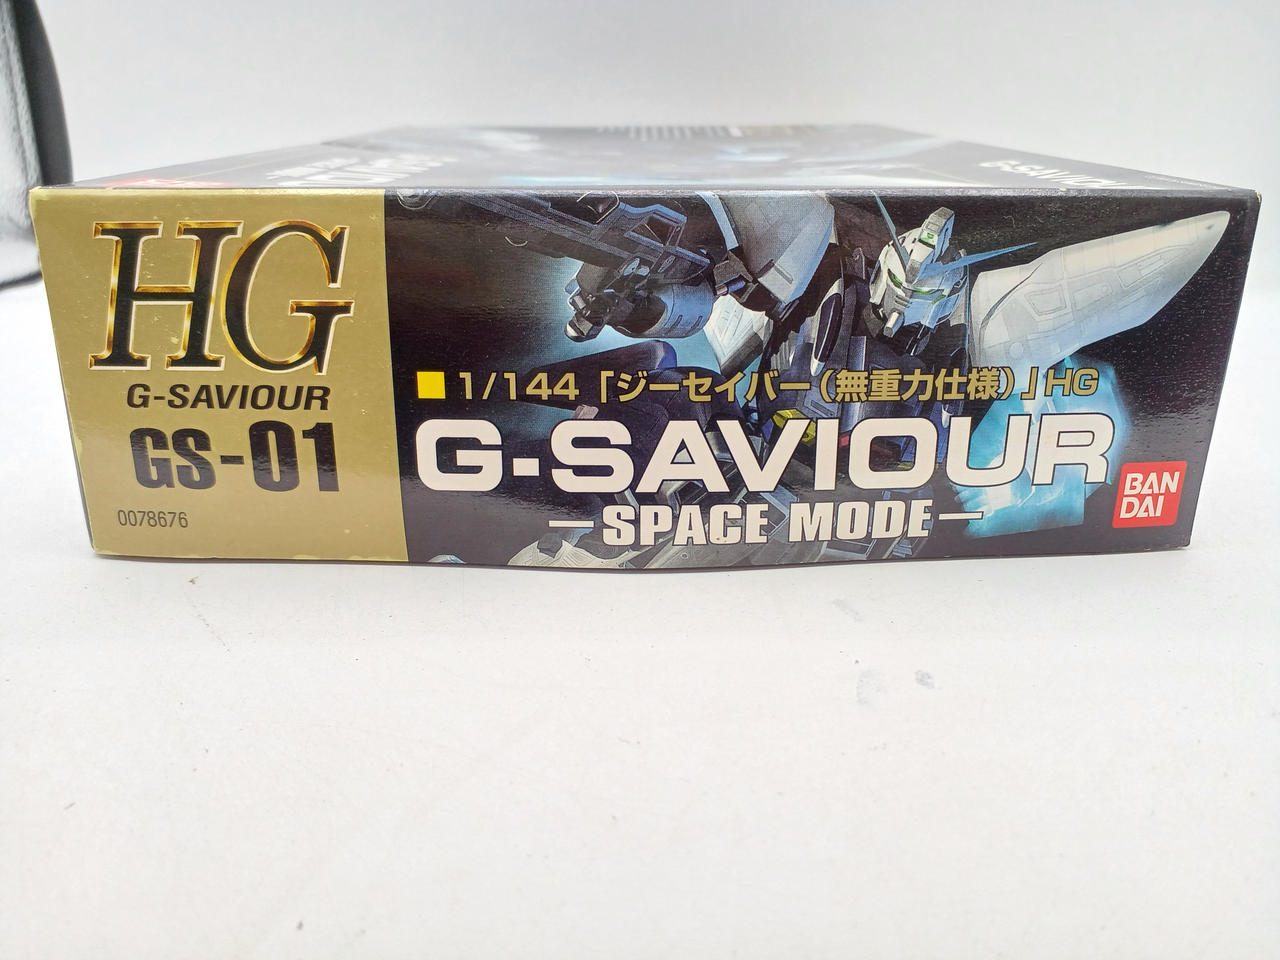 HG
G-SAVIOUR
GS-01
0078676
■1/144「ジーセイバー(無重力仕様)」HG
G-SAVIOUR
—SPACE MODE—
BAN
DAI
G-SAVIOUR